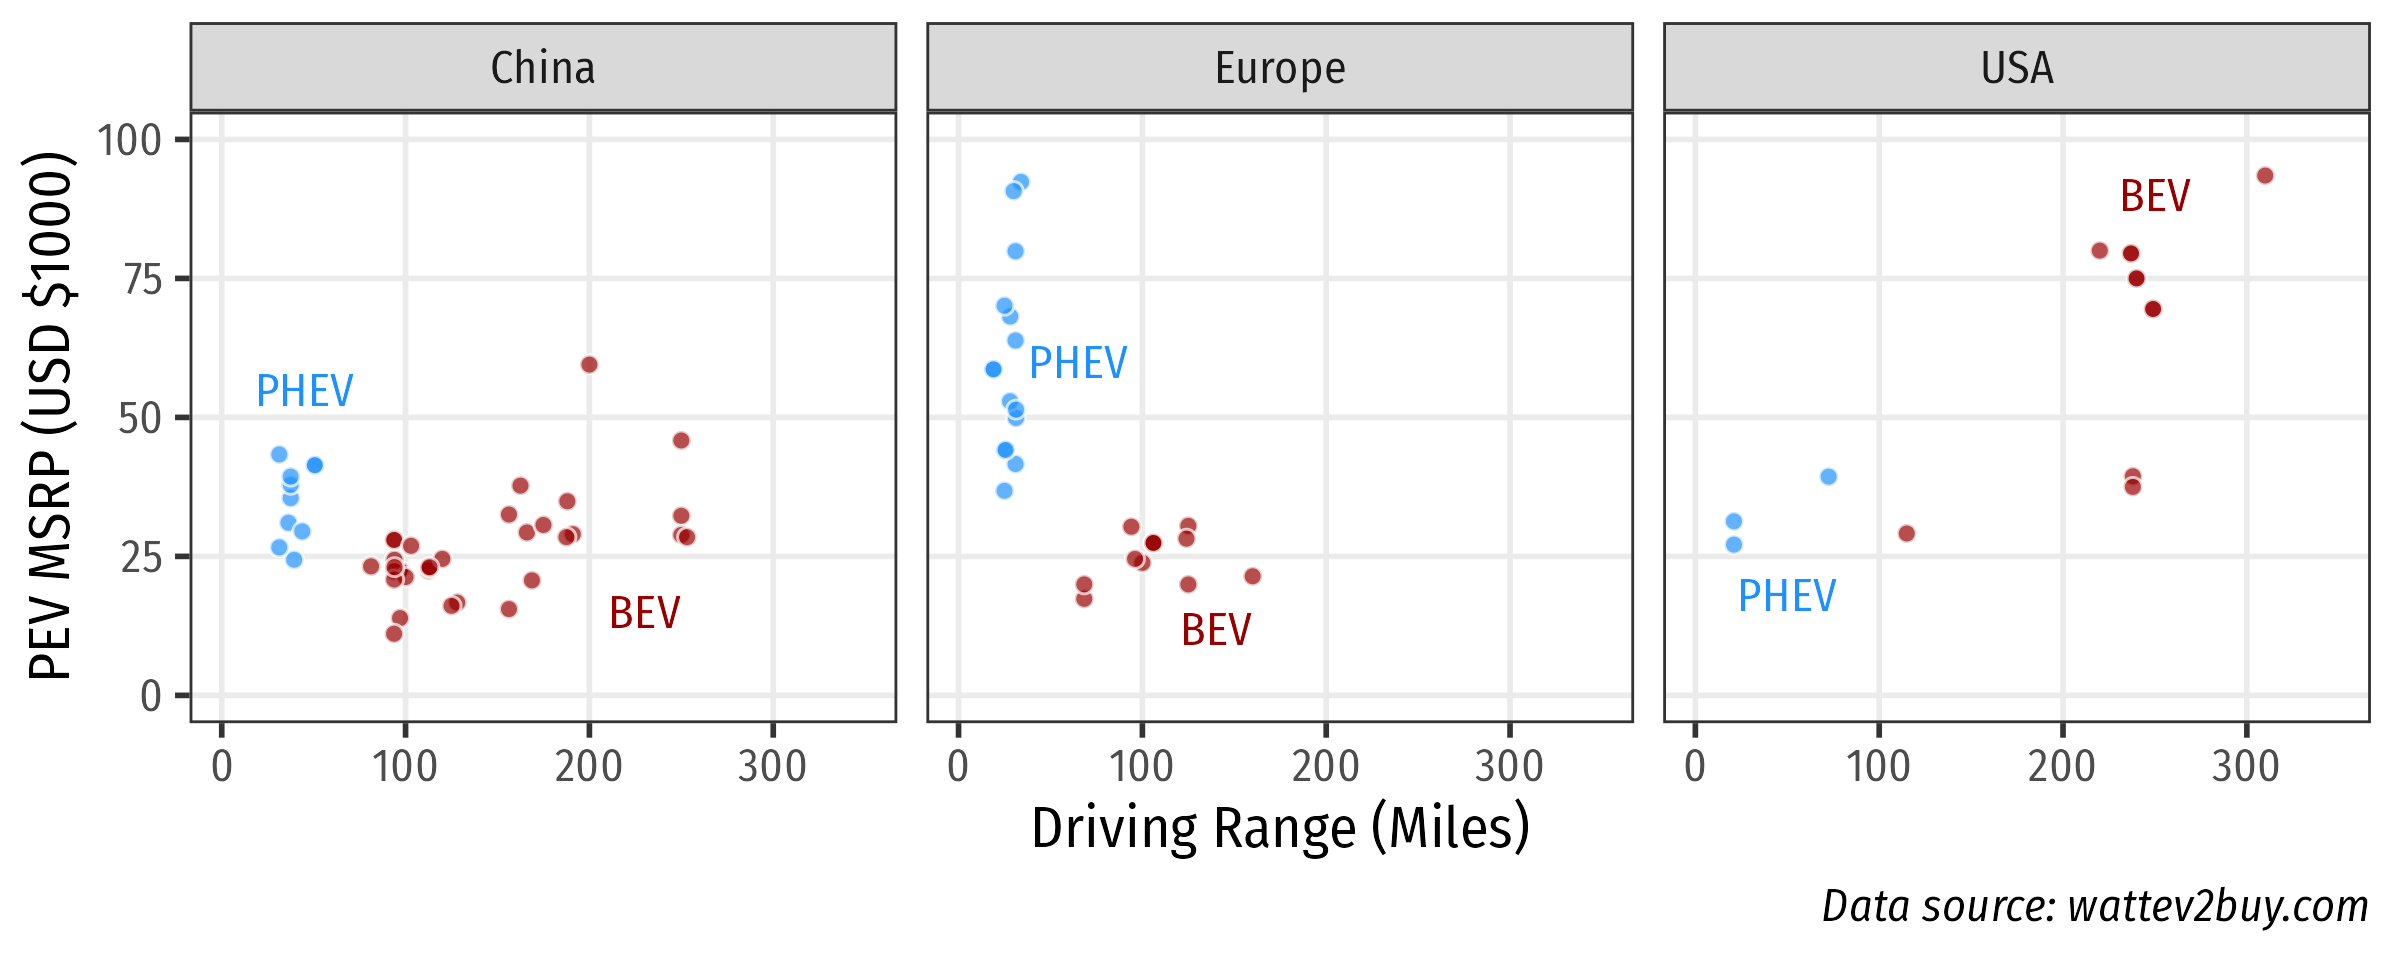 China Europe USA
PEV MSRP (USD $1000)
100
75
50
25
0
PHEV
BEV
PHEV
BEV
BEV
PHEV
0 100 200 300 0 100 200 300 0 100 200 300
Driving Range (Miles)
Data source: wattev2buy.com